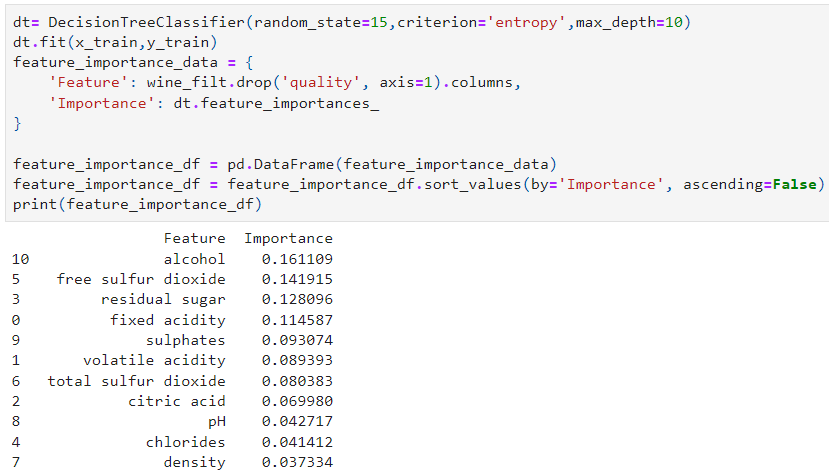 dt= DecisionTreeClassifier(random_state=15,criterion='entropy',max_depth=10)
dt.fit(x_train,y_train)
feature_importance_data = {
    'Feature': wine_filt.drop('quality', axis=1).columns,
    'Importance': dt.feature_importances_
}

feature_importance_df = pd.DataFrame(feature_importance_data)
feature_importance_df = feature_importance_df.sort_values(by='Importance', ascending=False)
print(feature_importance_df)
                 Feature  Importance
10               alcohol    0.161109
5    free sulfur dioxide    0.141915
3         residual sugar    0.128096
0          fixed acidity    0.114587
9              sulphates    0.093074
1       volatile acidity    0.089393
6   total sulfur dioxide    0.080383
2            citric acid    0.069980
8                     pH    0.042717
4              chlorides    0.041412
7                density    0.037334